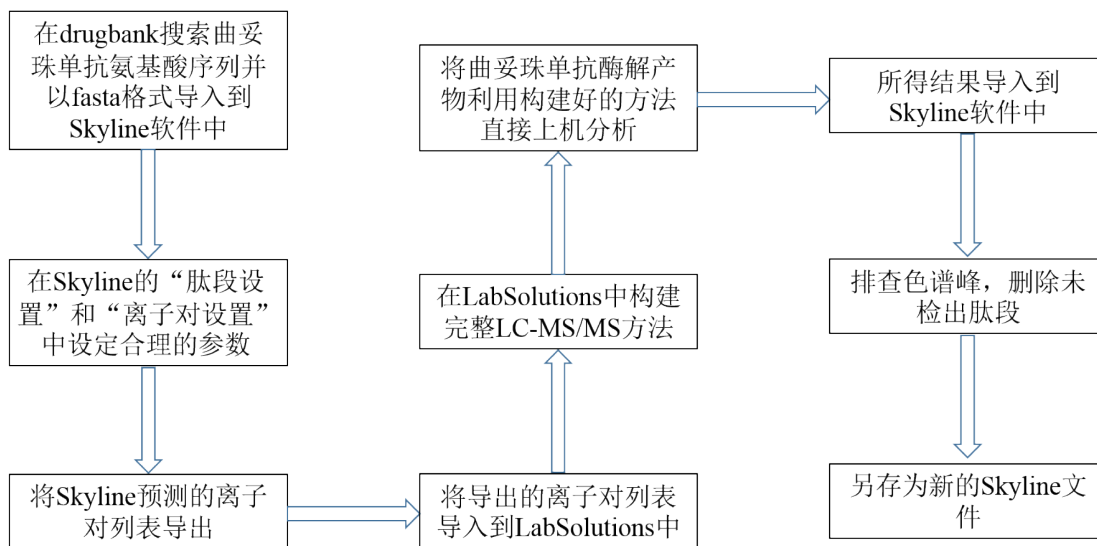 在drugbank搜索曲妥
珠单抗氨基酸序列并
以fasta格式导入到
Skyline软件中
在Skyline的“肽段设
置”和“离子对设置”
中设定合理的参数
将Skyline预测的离子
对列表导出
将导出的离子对列表
导入到LabSolutions中
在LabSolutions中构建
完整LC-MS/MS方法
将曲妥珠单抗酶解产
物利用构建好的方法
直接上机分析
所得结果导入到
Skyline软件中
排查色谱峰，删除未
检出肽段
另存为新的Skyline文
件